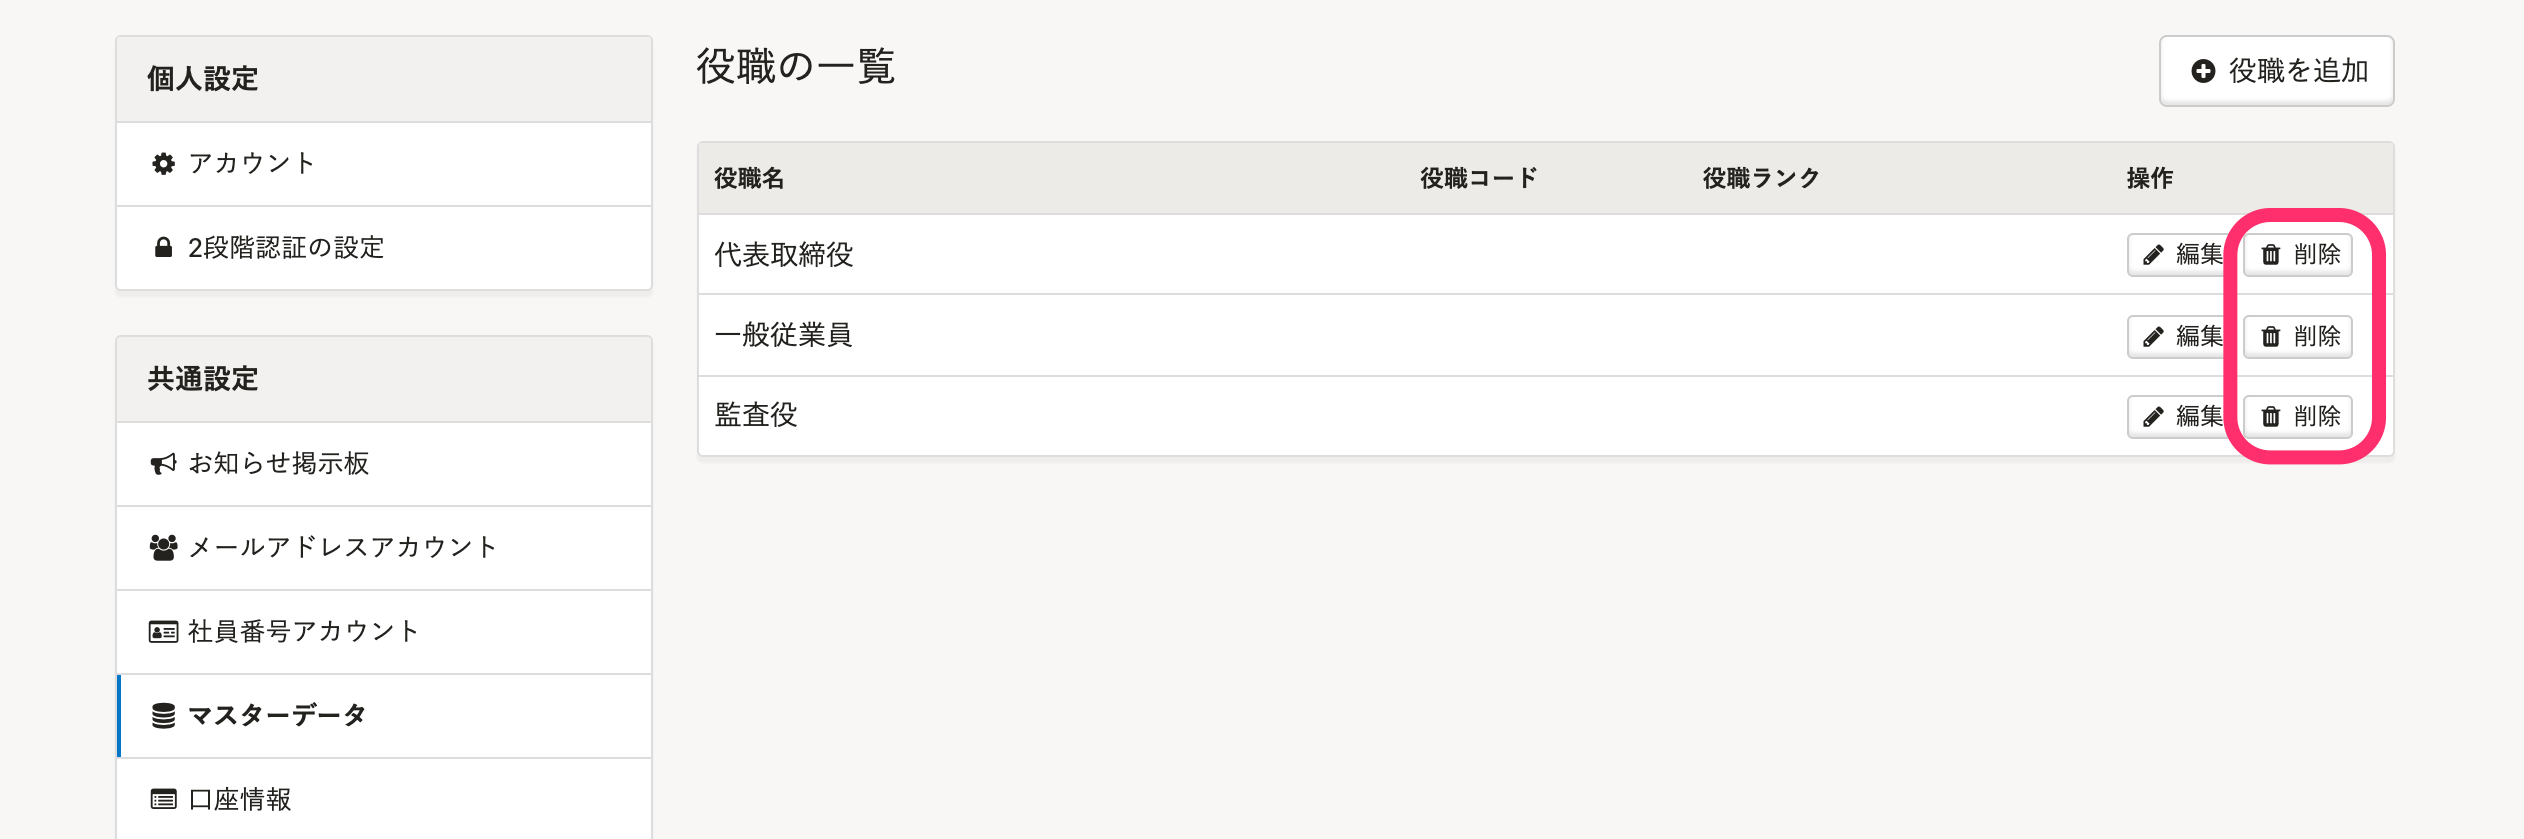 個人設定
アカウント
2段階認証の設定
共通設定
お知らせ掲示板
メールアドレスアカウント
社員番号アカウント
マスターデータ
口座情報
役職の一覧
役職を追加
役職名 役職コード 役職ランク 操作
代表取締役 編集 削除
一般従業員 編集 削除
監査役 編集 削除